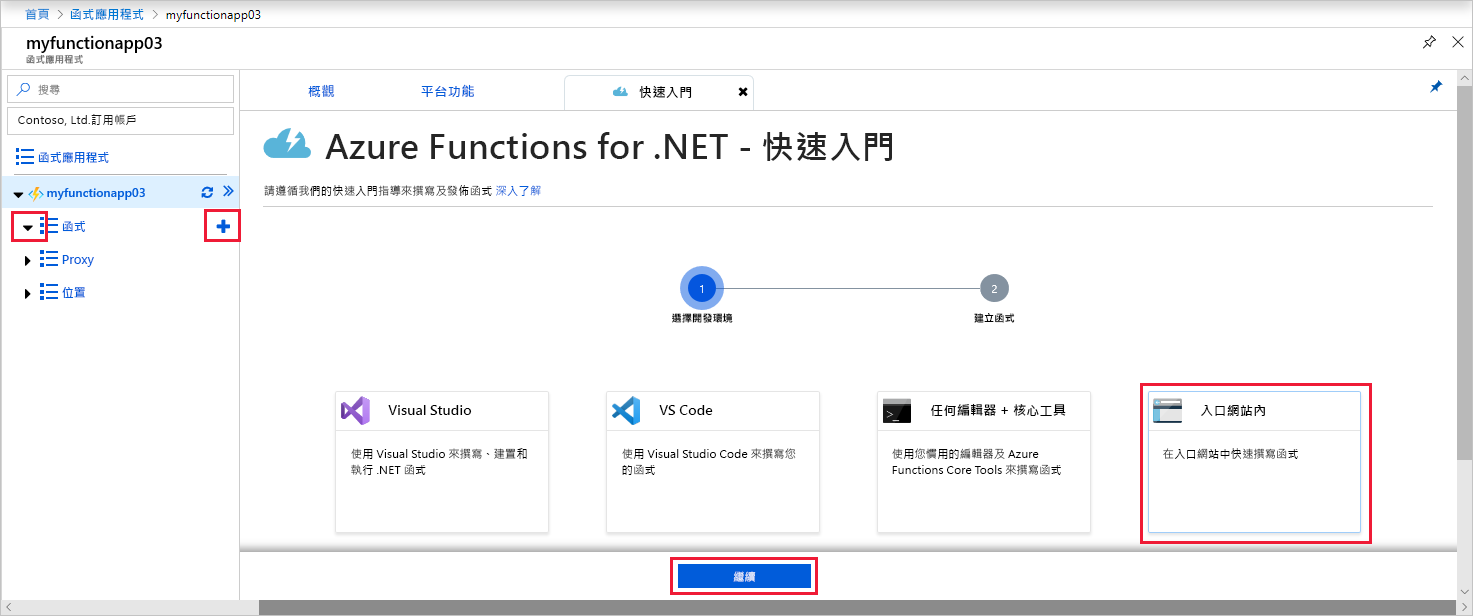 首頁 > 函式應用程式 > myfunctionapp03
myfunctionapp03
函式應用程式
搜尋
Contoso, Ltd.訂用帳戶
函式應用程式
myfunctionapp03
函式
Proxy
位置
概觀 平台功能 快速入門
Azure Functions for .NET - 快速入門
請遵循我們的快速入門指導來撰寫及發佈函式 深入了解
1 2
選擇開發環境 建立函式
Visual Studio
使用 Visual Studio 來撰寫、建置和
執行 .NET 函式
VS Code
使用 Visual Studio Code 來撰寫您
的函式
>_
任何編輯器 + 核心工具
使用您慣用的編輯器及 Azure
Functions Core Tools 來撰寫函式
入口網站內
在入口網站中快速撰寫函式
繼續